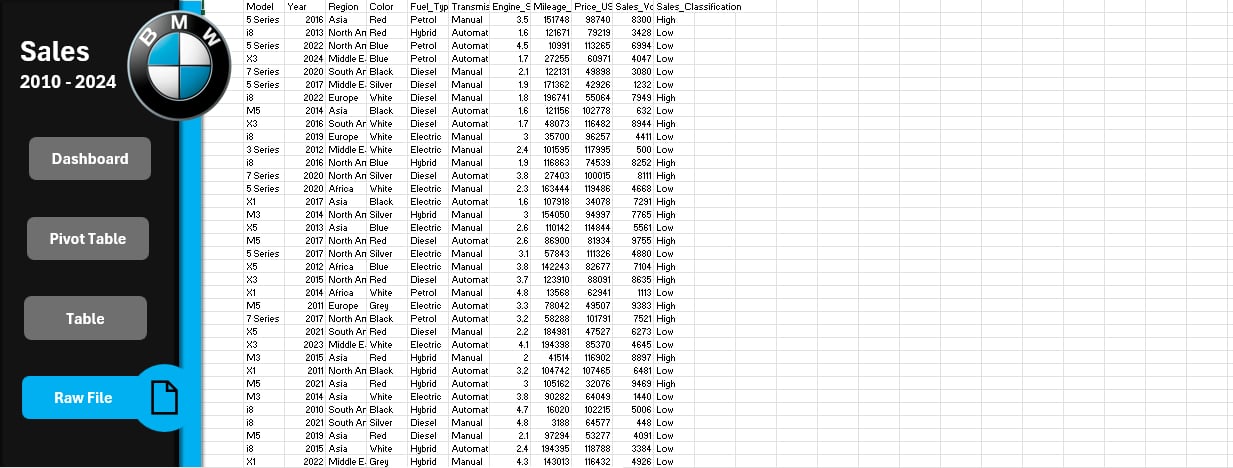 BMW
Sales
2010 - 2024
Dashboard
Pivot Table
Table
Raw File
Model Year Region Color Fuel_Typ Transmis Engine_S Mileage_ Price_US Sales_Vo Sales_Classification
5 Series 2016 Asia Red Petrol Manual 3.5 151748 98740 8300 High
i8 2013 North Am Red Hybrid Automat 1.6 121671 79219 3428 Low
5 Series 2022 North Am Blue Petrol Automat 4.5 10991 113265 6994 Low
X3 2024 Middle E Blue Petrol Automat 1.7 27255 60971 4047 Low
7 Series 2020 South Am Black Diesel Manual 2.1 122131 49898 3080 Low
5 Series 2017 Middle E Silver Diesel Manual 1.9 171362 42926 1232 Low
i8 2022 Europe White Diesel Manual 1.8 196741 55064 7949 High
M5 2014 Asia Black Diesel Automat 1.6 121156 102778 632 Low
X3 2016 South Am White Diesel Automat 1.7 48073 116482 8944 High
i8 2019 Europe White Electric Manual 3 35700 96257 4411 Low
3 Series 2012 Middle E White Electric Manual 2.4 101595 117995 500 Low
i8 2016 North Am Blue Hybrid Manual 1.9 116863 74539 8252 High
7 Series 2020 North Am Silver Diesel Manual 3.8 27403 100015 8111 High
5 Series 2020 Africa White Electric Manual 2.3 163444 119486 4668 Low
X1 2017 Asia Black Electric Manual 1.6 107918 34078 7291 High
M3 2014 North Am Silver Hybrid Manual 3 154050 94997 7765 High
X5 2013 Asia Blue Electric Manual 2.6 110142 114844 5561 Low
M5 2017 North Am Red Diesel Automat 2.6 86900 81934 9755 High
5 Series 2017 North Am Silver Electric Manual 3.1 57843 111326 4880 Low
X5 2012 Africa Blue Electric Automat 3.8 142243 82677 7104 High
X3 2015 North Am Red Diesel Automat 3.7 123910 88091 8635 High
X1 2014 Africa White Petrol Automat 4.8 13568 62941 1113 Low
M5 2011 Europe Grey Electric Automat 3.3 78042 49507 9383 High
7 Series 2017 North Am Black Petrol Automat 3.2 58288 101791 7521 High
X5 2021 South Am Red Diesel Manual 2.2 184981 47527 6273 Low
X3 2023 Middle E White Electric Automat 4.1 194398 85370 4645 Low
M3 2015 Asia Red Hybrid Manual 2 41514 116902 8897 High
X1 2011 North Am Black Hybrid Automat 3.2 104742 107465 6481 Low
M5 2021 Asia Red Hybrid Automat 3 105162 32076 9469 High
M3 2014 Asia White Electric Automat 3.8 90282 64049 1440 Low
i8 2010 South Am Black Hybrid Automat 4.7 16020 102215 5006 Low
i8 2021 South Am Silver Diesel Manual 4.8 3188 64577 448 Low
M5 2019 Asia Red Diesel Manual 2.1 97294 53277 4091 Low
i8 2015 Asia White Hybrid Automat 2.4 194395 118788 3384 Low
X1 2022 Middle E Grey Hybrid Manual 4.3 143013 116432 4926 Low